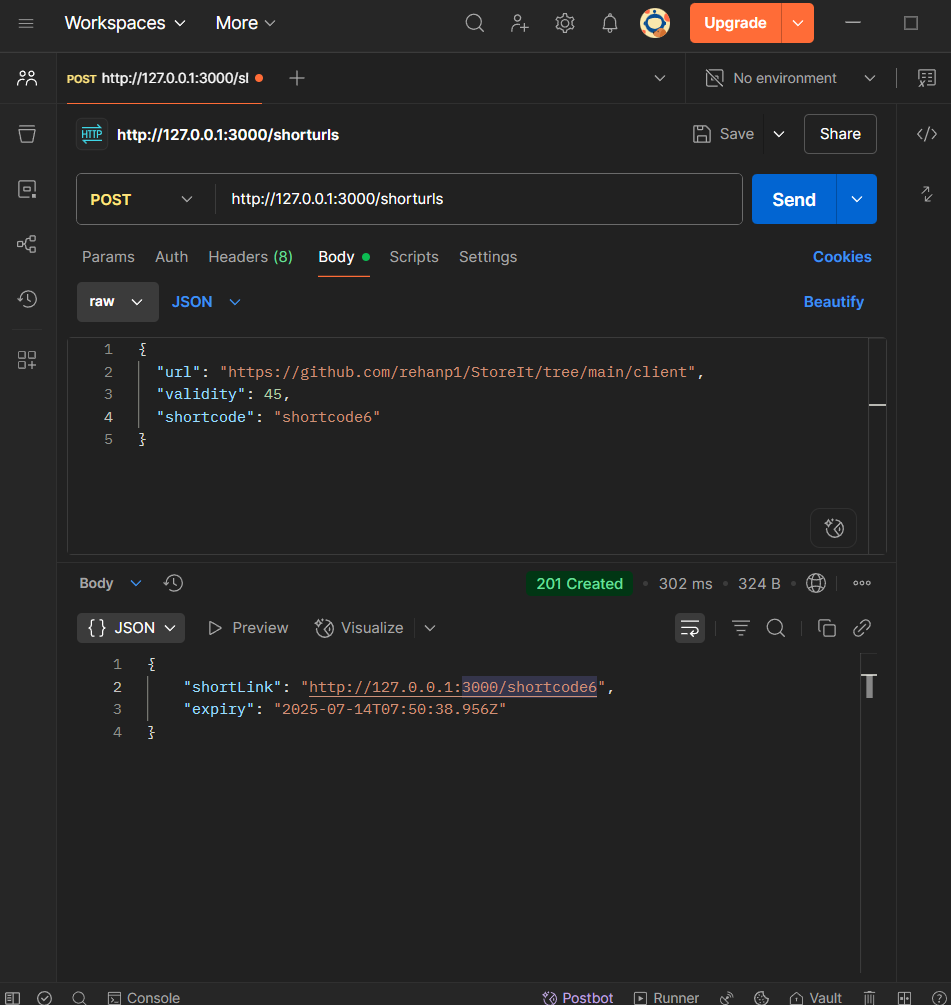 Workspaces More Upgrade
POST http://127.0.0.1:3000/sl No environment
HTTP http://127.0.0.1:3000/shorturls Save Share
POST http://127.0.0.1:3000/shorturls Send
Params Auth Headers (8) Body Scripts Settings Cookies
raw JSON Beautify
1 {
2 "url": "https://github.com/rehanp1/StoreIt/tree/main/client",
3 "validity": 45,
4 "shortcode": "shortcode6"
5 }
Body 201 Created 302 ms 324 B
{} JSON Preview Visualize
1 {
2 "shortLink": "http://127.0.0.1:3000/shortcode6",
3 "expiry": "2025-07-14T07:50:38.956Z"
4 }
Console Postbot Runner Vault